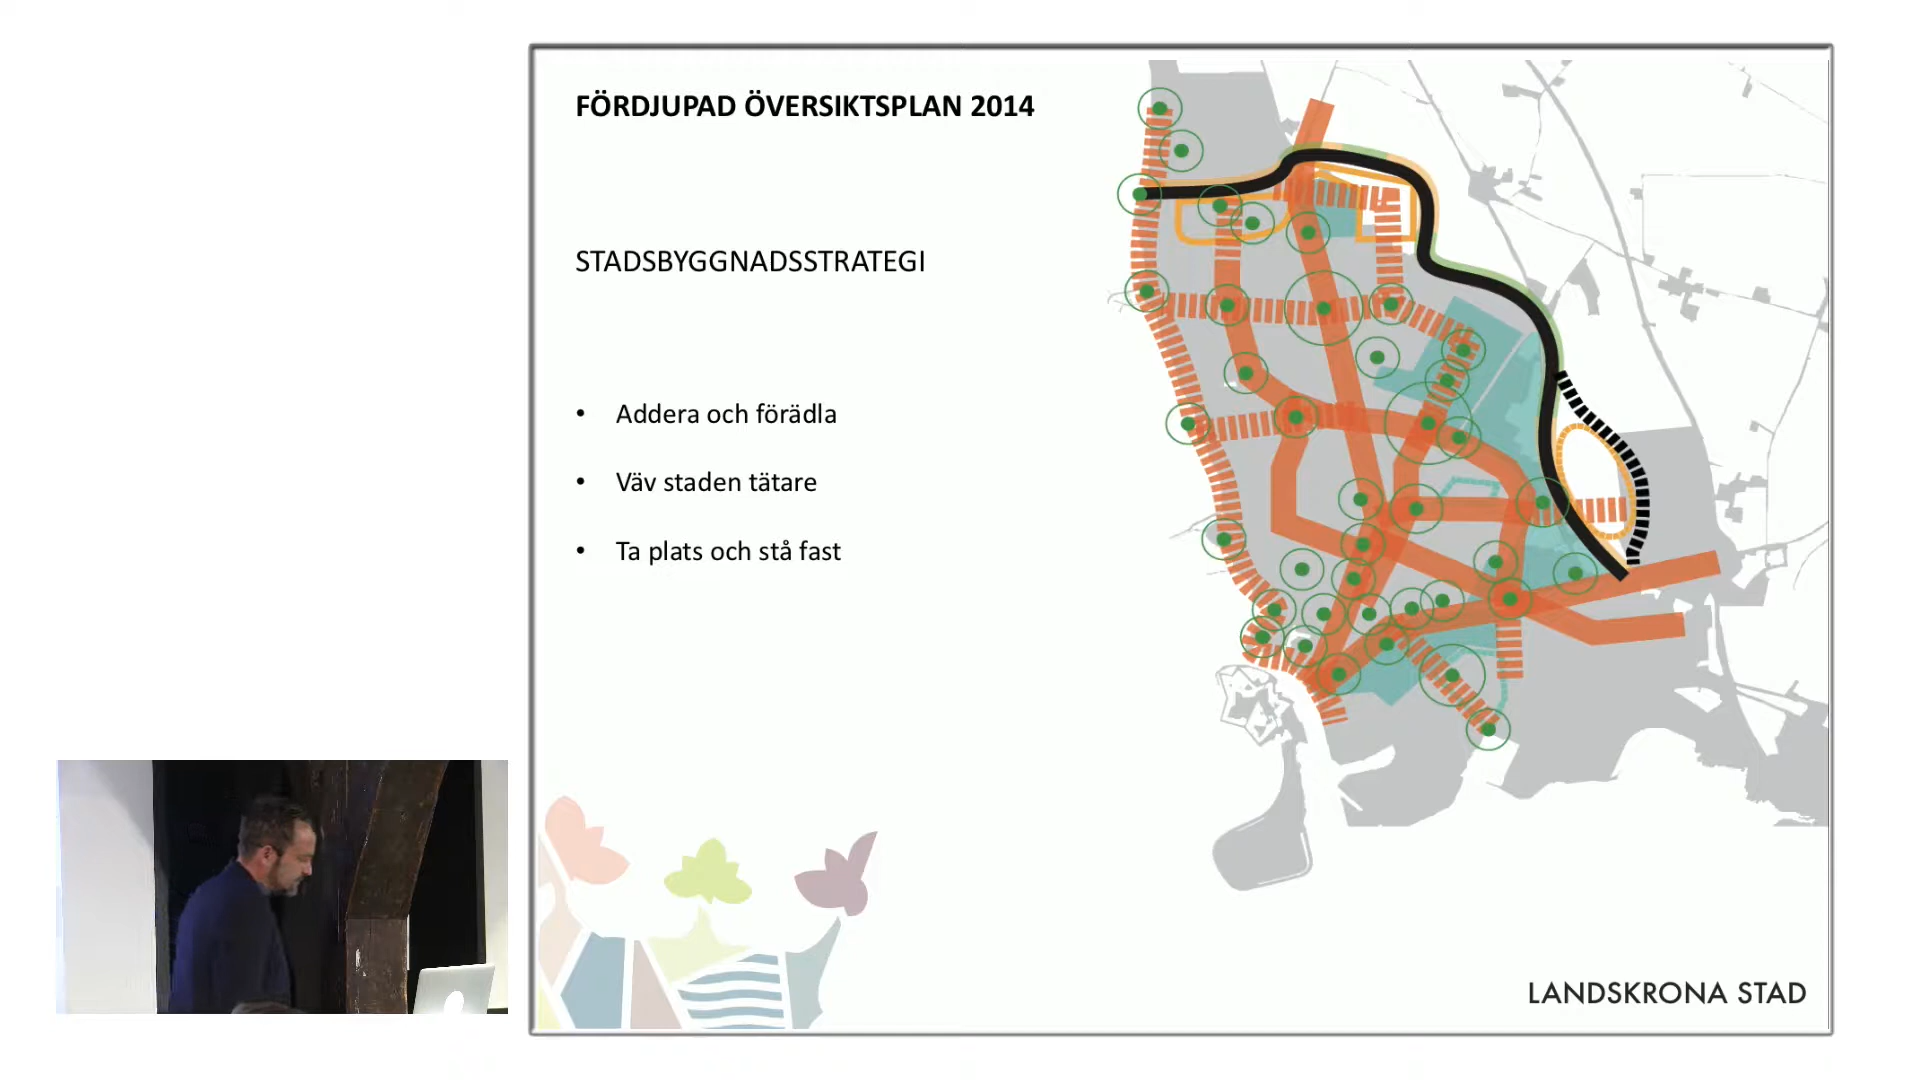 FÖRDJUPAD ÖVERSIKTSPLAN 2014
STADSBYGGNADSSTRATEGI
• Addera och förädla
• Väv staden tätare
• Ta plats och stå fast
LANDSKRONA STAD